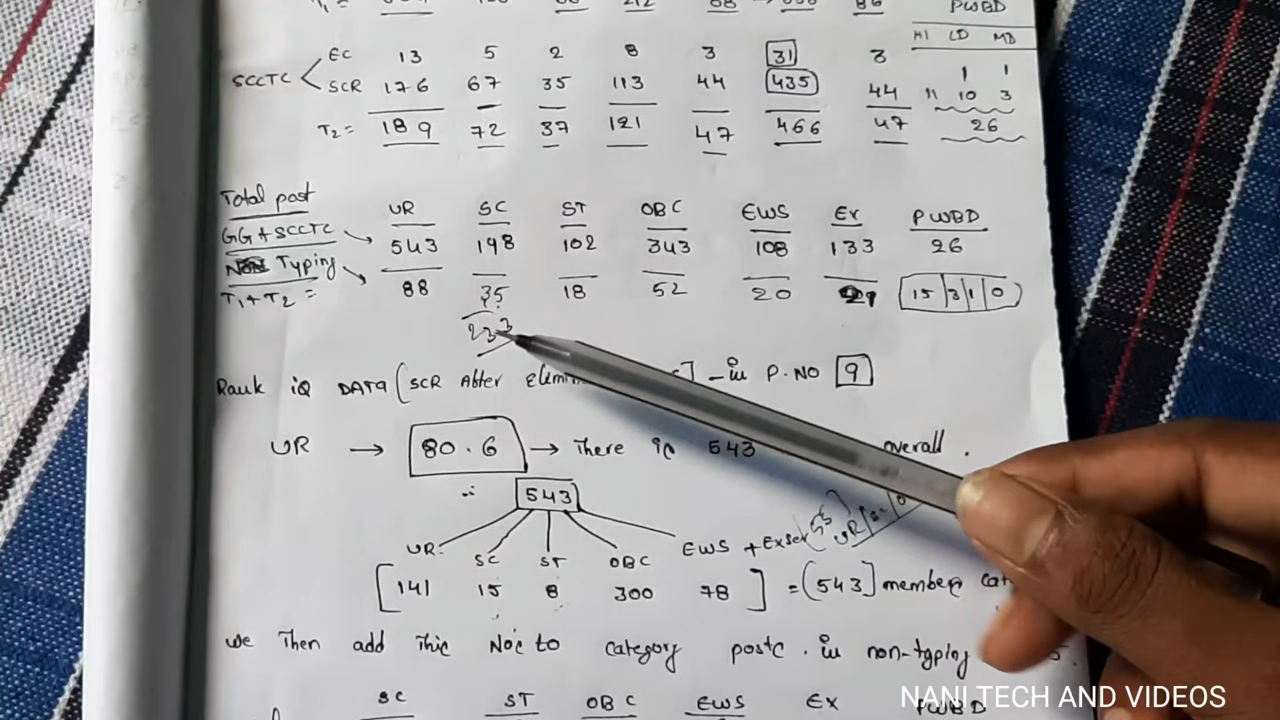 PWBD
HI LD MD
EC 13 5 2 8 3 31 3 1 1
SCCTC
SCR 176 67 35 113 44 435 44 11 10 3
T2 = 189 72 37 121 47 466 47 26
Total post
UR SC ST OBC EWS Ex PWBD
GG + SCCTC 543 198 102 343 108 133 26
Typing 88 35 18 52 20 21 15 3 1 0
T1 + T2 =
233
Rank iQ DATA (SCR After - in P.NO 9
UR → 80.6 → There is 543 overall.
∴ 543
UR SC ST OBC EWS + Exser
[141 15 8 300 78] = (543] member
we Then add this No's to category posts. in non-typing
SC ST OBC EWS EX PWBD
NANI TECH AND VIDEOS